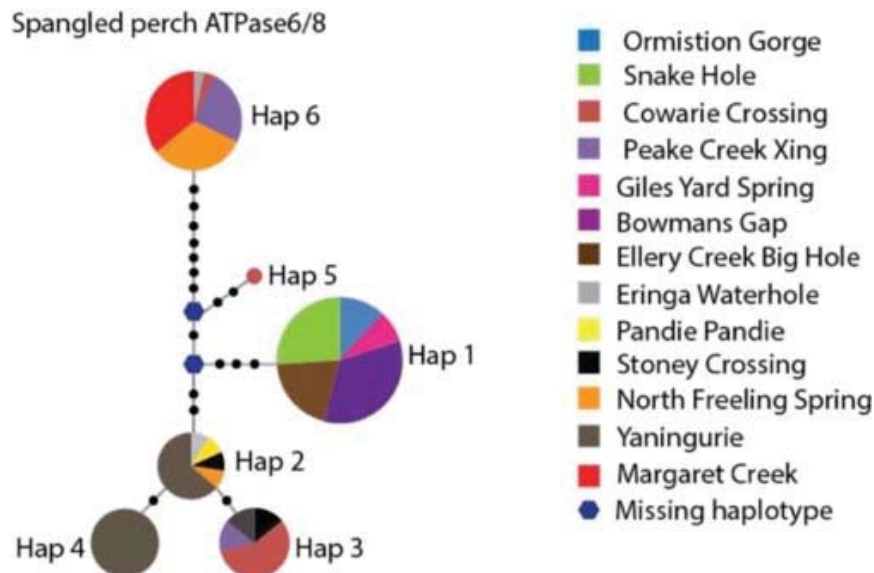 Spangled perch ATPase6/8
Hap 6
Hap 5
Hap 1
Hap 2
Hap 4
Hap 3
Ormistion Gorge
Snake Hole
Cowarie Crossing
Peake Creek Xing
Giles Yard Spring
Bowmans Gap
Ellery Creek Big Hole
Eringa Waterhole
Pandie Pandie
Stoney Crossing
North Freeling Spring
Yaningurie
Margaret Creek
Missing haplotype